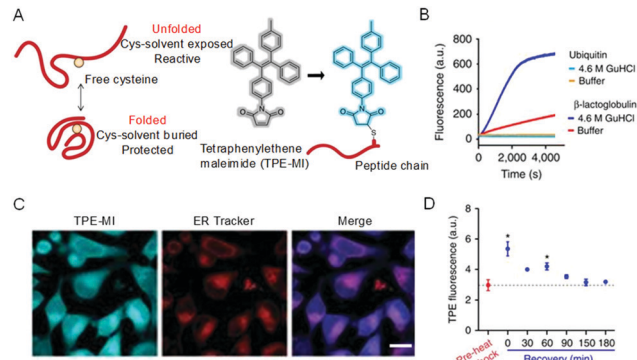 A
Unfolded
Cys-solvent exposed
Reactive
Free cysteine
Folded
Cys-solvent buried
Protected
N
O
O
Tetraphenylethene
maleimide (TPE-MI)
N
O
O
S
Peptide chain
B
Fluorescence (a.u.)
800
600
400
200
0
0
2,000
4,000
Time (s)
Ubiquitin
4.6 M GuHCl
Buffer
β-lactoglobulin
4.6 M GuHCl
Buffer
C
TPE-MI
ER Tracker
Merge
D
TPE fluorescence (a.u.)
8
6
4
2
0
*
*
Pre-heat
0
30
60
90
150
180
Recovery (min)